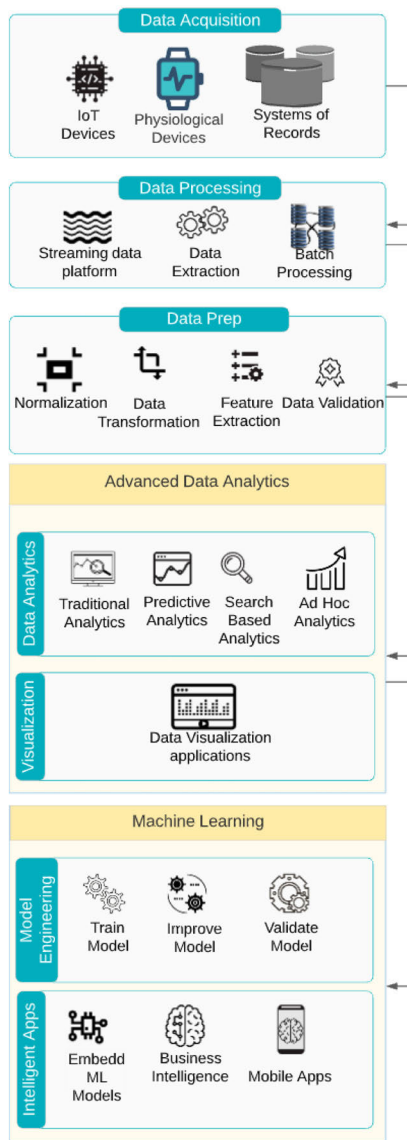 Data Acquisition
IoT
Devices
Physiological
Devices
Systems of
Records
Data Processing
Streaming data
platform
Data
Extraction
Batch
Processing
Data Prep
Normalization
Data
Transformation
Feature
Extraction
Data Validation
Advanced Data Analytics
Data Analytics
Traditional
Analytics
Predictive
Analytics
Search
Based
Analytics
Ad Hoc
Analytics
Visualization
Data Visualization
applications
Machine Learning
Model
Engineering
Train
Model
Improve
Model
Validate
Model
Intelligent Apps
Embedd
ML
Models
Business
Intelligence
Mobile Apps